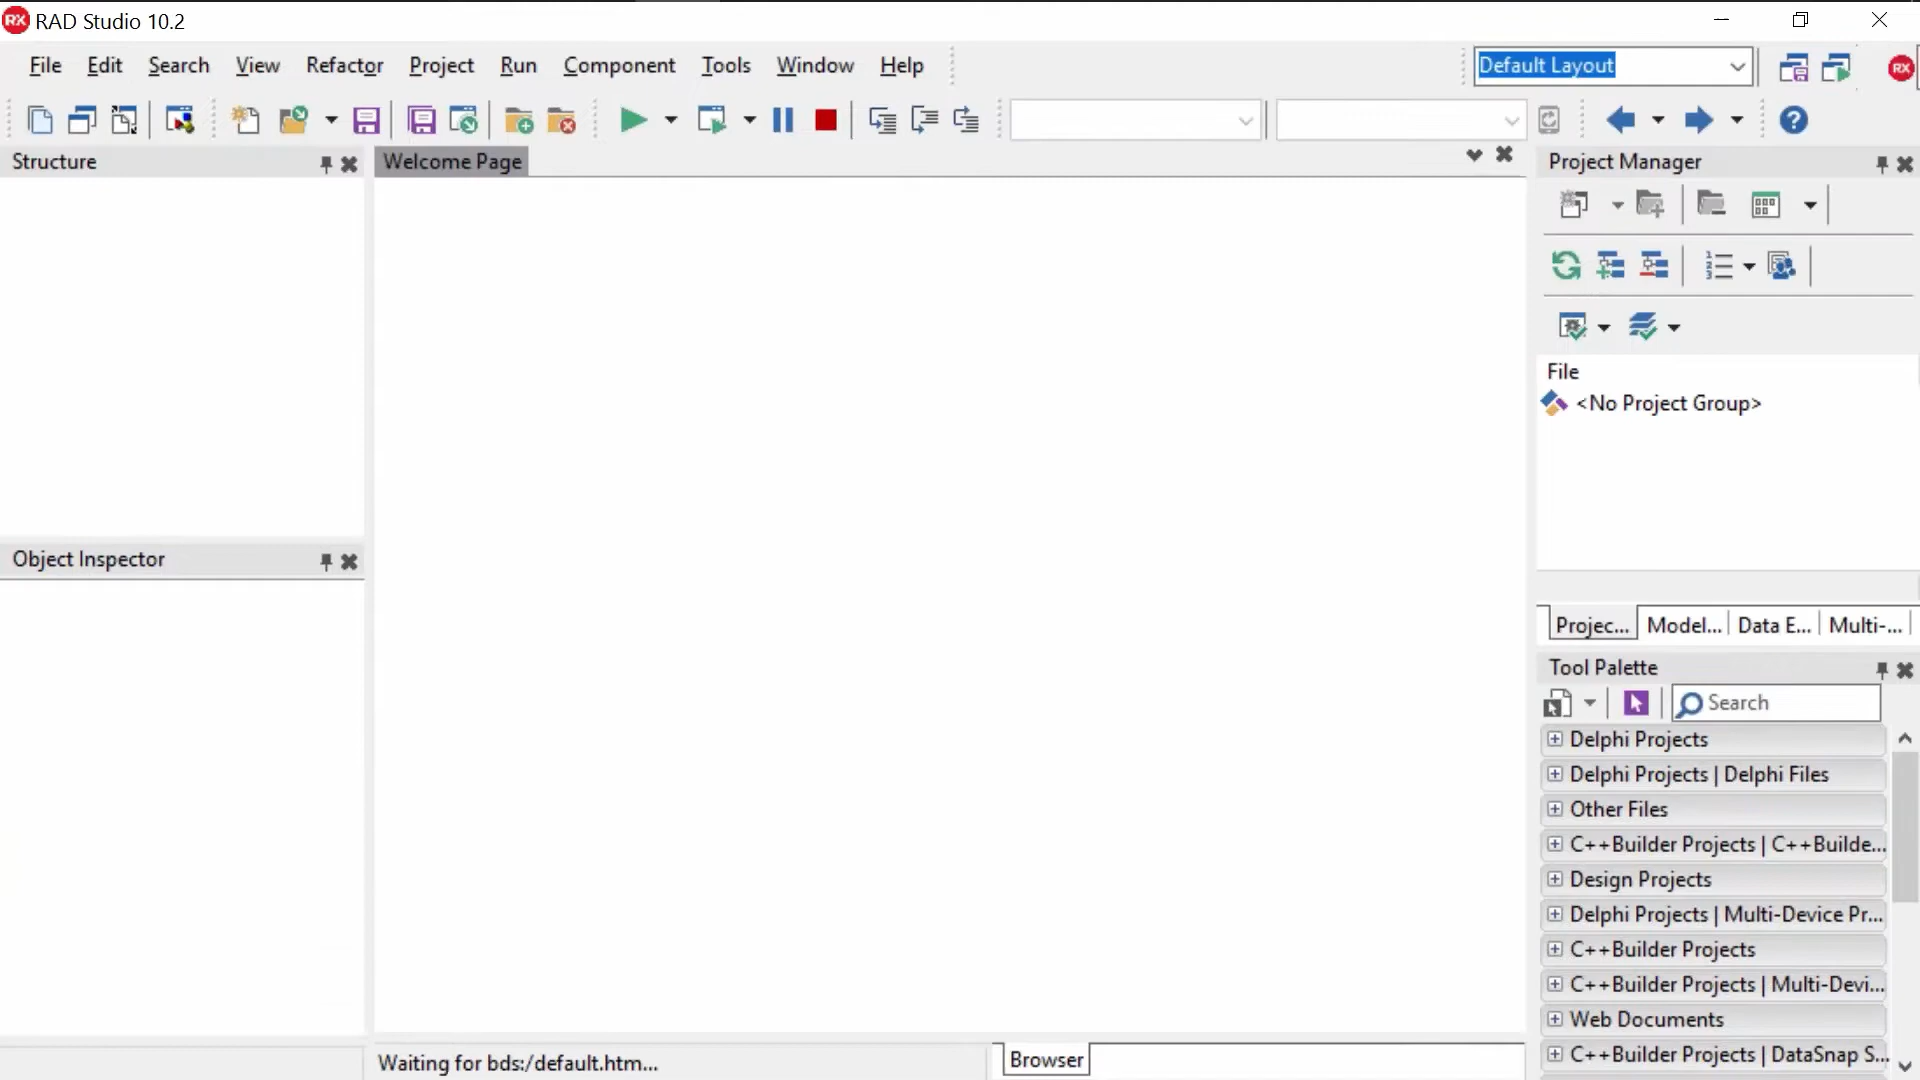 RX RAD Studio 10.2
File Edit Search View Refactor Project Run Component Tools Window Help
Default Layout
RX
Structure
Welcome Page
Project Manager
File
<No Project Group>
Object Inspector
Projec... Model... Data E... Multi-...
Tool Palette
Search
Delphi Projects
Delphi Projects | Delphi Files
Other Files
C++Builder Projects | C++Builde...
Design Projects
Delphi Projects | Multi-Device Pr...
C++Builder Projects
C++Builder Projects | Multi-Devi...
Web Documents
C++Builder Projects | DataSnap S...
Waiting for bds:/default.htm...
Browser